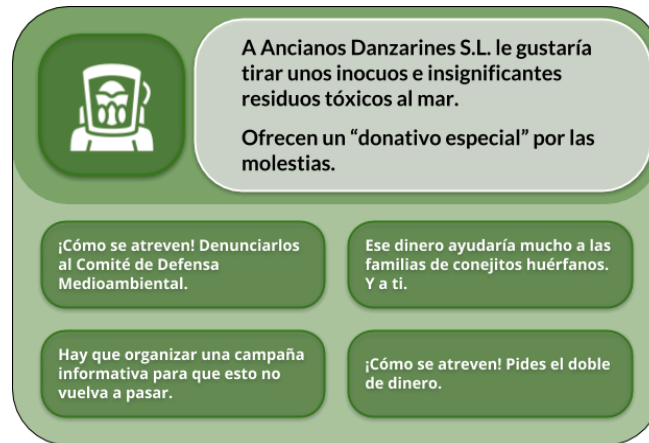 A Ancianos Danzarines S.L. le gustaría
tirar unos inocuos e insignificantes
residuos tóxicos al mar.
Ofrecen un “donativo especial” por las
molestias.
¡Cómo se atreven! Denunciarlos
al Comité de Defensa
Medioambiental.
Ese dinero ayudaría mucho a las
familias de conejitos huérfanos.
Y a ti.
Hay que organizar una campaña
informativa para que esto no
vuelva a pasar.
¡Cómo se atreven! Pides el doble
de dinero.